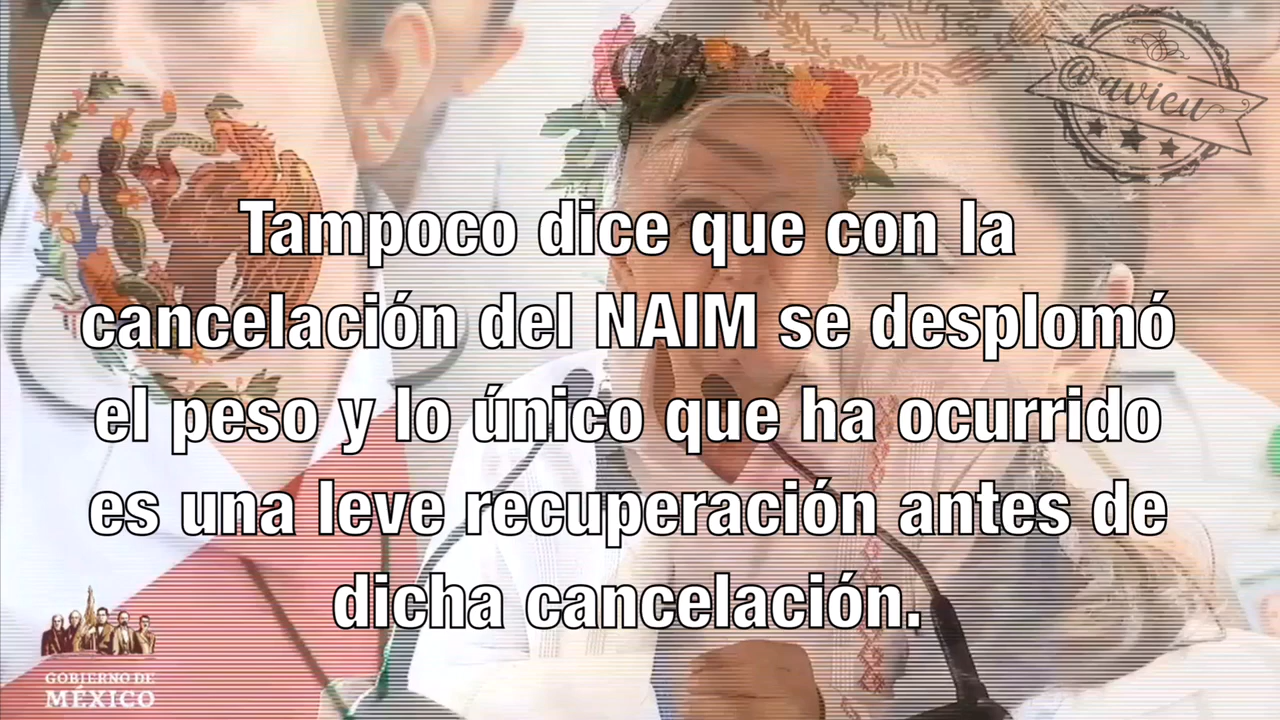 @avieu
Tampoco dice que con la
cancelación del NAIM se desplomó
el peso y lo único que ha ocurrido
es una leve recuperación antes de
dicha cancelación.
GOBIERNO DE
MÉXICO